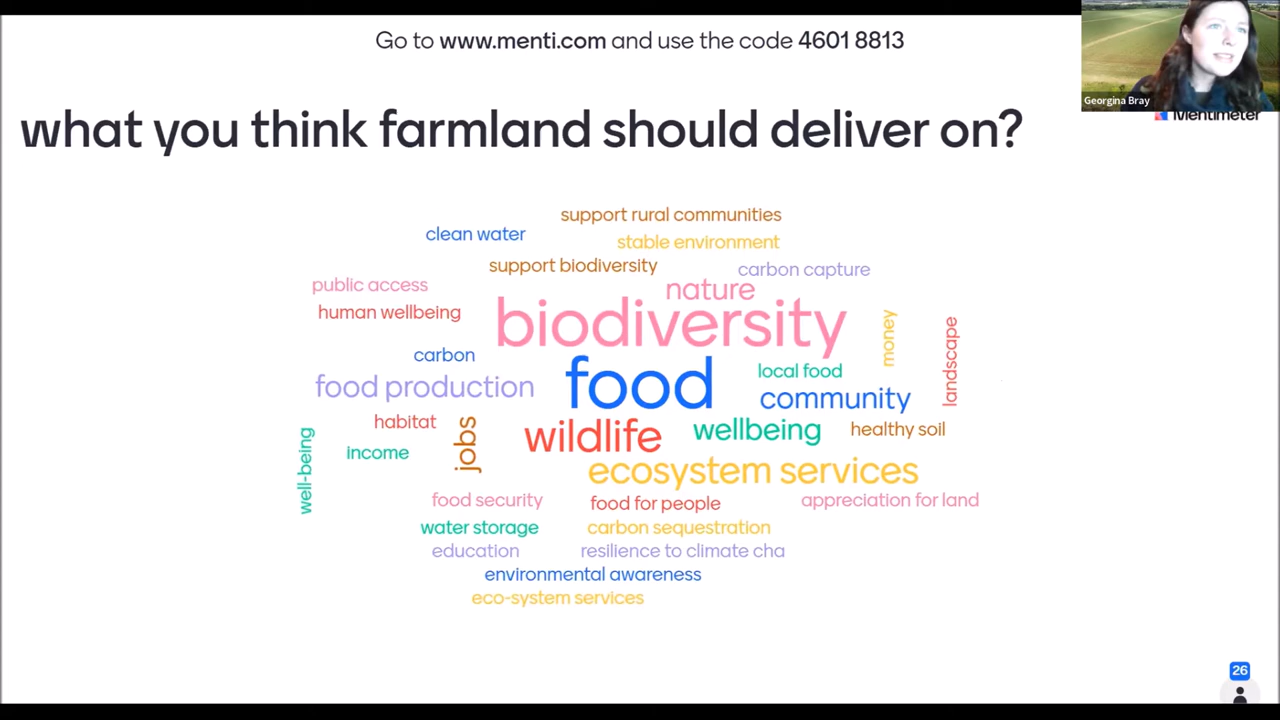 Go to www.menti.com and use the code 4601 8813
Georgina Bray
Mentimeter
what you think farmland should deliver on?
support rural communities
clean water
stable environment
support biodiversity
carbon capture
public access
nature
human wellbeing
biodiversity
money
landscape
carbon
food production
food
local food
community
habitat
jobs
wildlife
wellbeing
healthy soil
well-being
income
ecosystem services
food security
food for people
appreciation for land
water storage
carbon sequestration
education
resilience to climate cha
environmental awareness
eco-system services
26